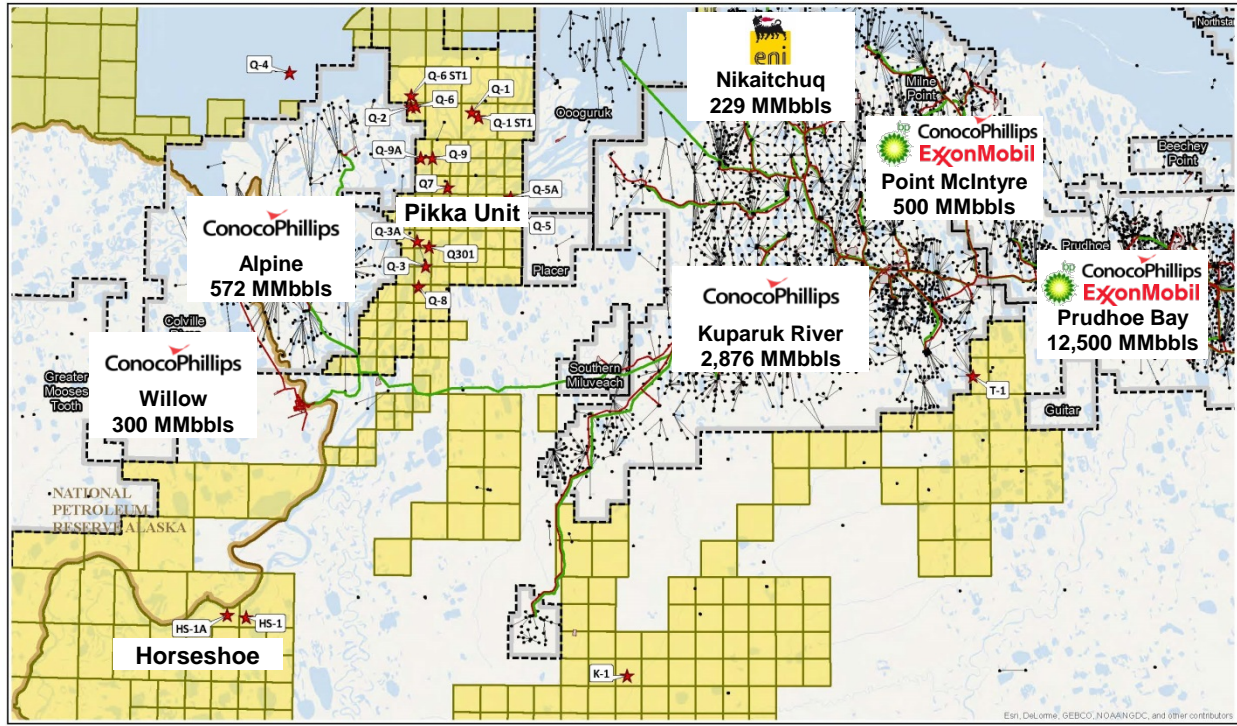 Northstar
Q-4
Q-6 ST1
Q-1
Q-2
Q-6
Q-1 ST1
Oooguruk
eni
Nikaitchuq
229 MMbbls
Milne
Point
bp
ConocoPhillips
ExxonMobil
Point McIntyre
500 MMbbls
Beechey
Point
Q-9A
Q-9
Q7
Q-5A
Pikka Unit
Q-5
Q-3A
Q301
Q-3
Q-8
Placer
ConocoPhillips
Alpine
572 MMbbls
Colville
ConocoPhillips
Willow
300 MMbbls
Greater
Mooses
Tooth
ConocoPhillips
Kuparuk River
2,876 MMbbls
Prudhoe
bp
ConocoPhillips
ExxonMobil
Prudhoe Bay
12,500 MMbbls
Southern
Miluveach
T-1
Guitar
NATIONAL
PETROLEUM
RESERVE ALASKA
HS-1A
HS-1
Horseshoe
K-1
Esri, DeLorme, GEBCO, NOAANGDC, and other contributors